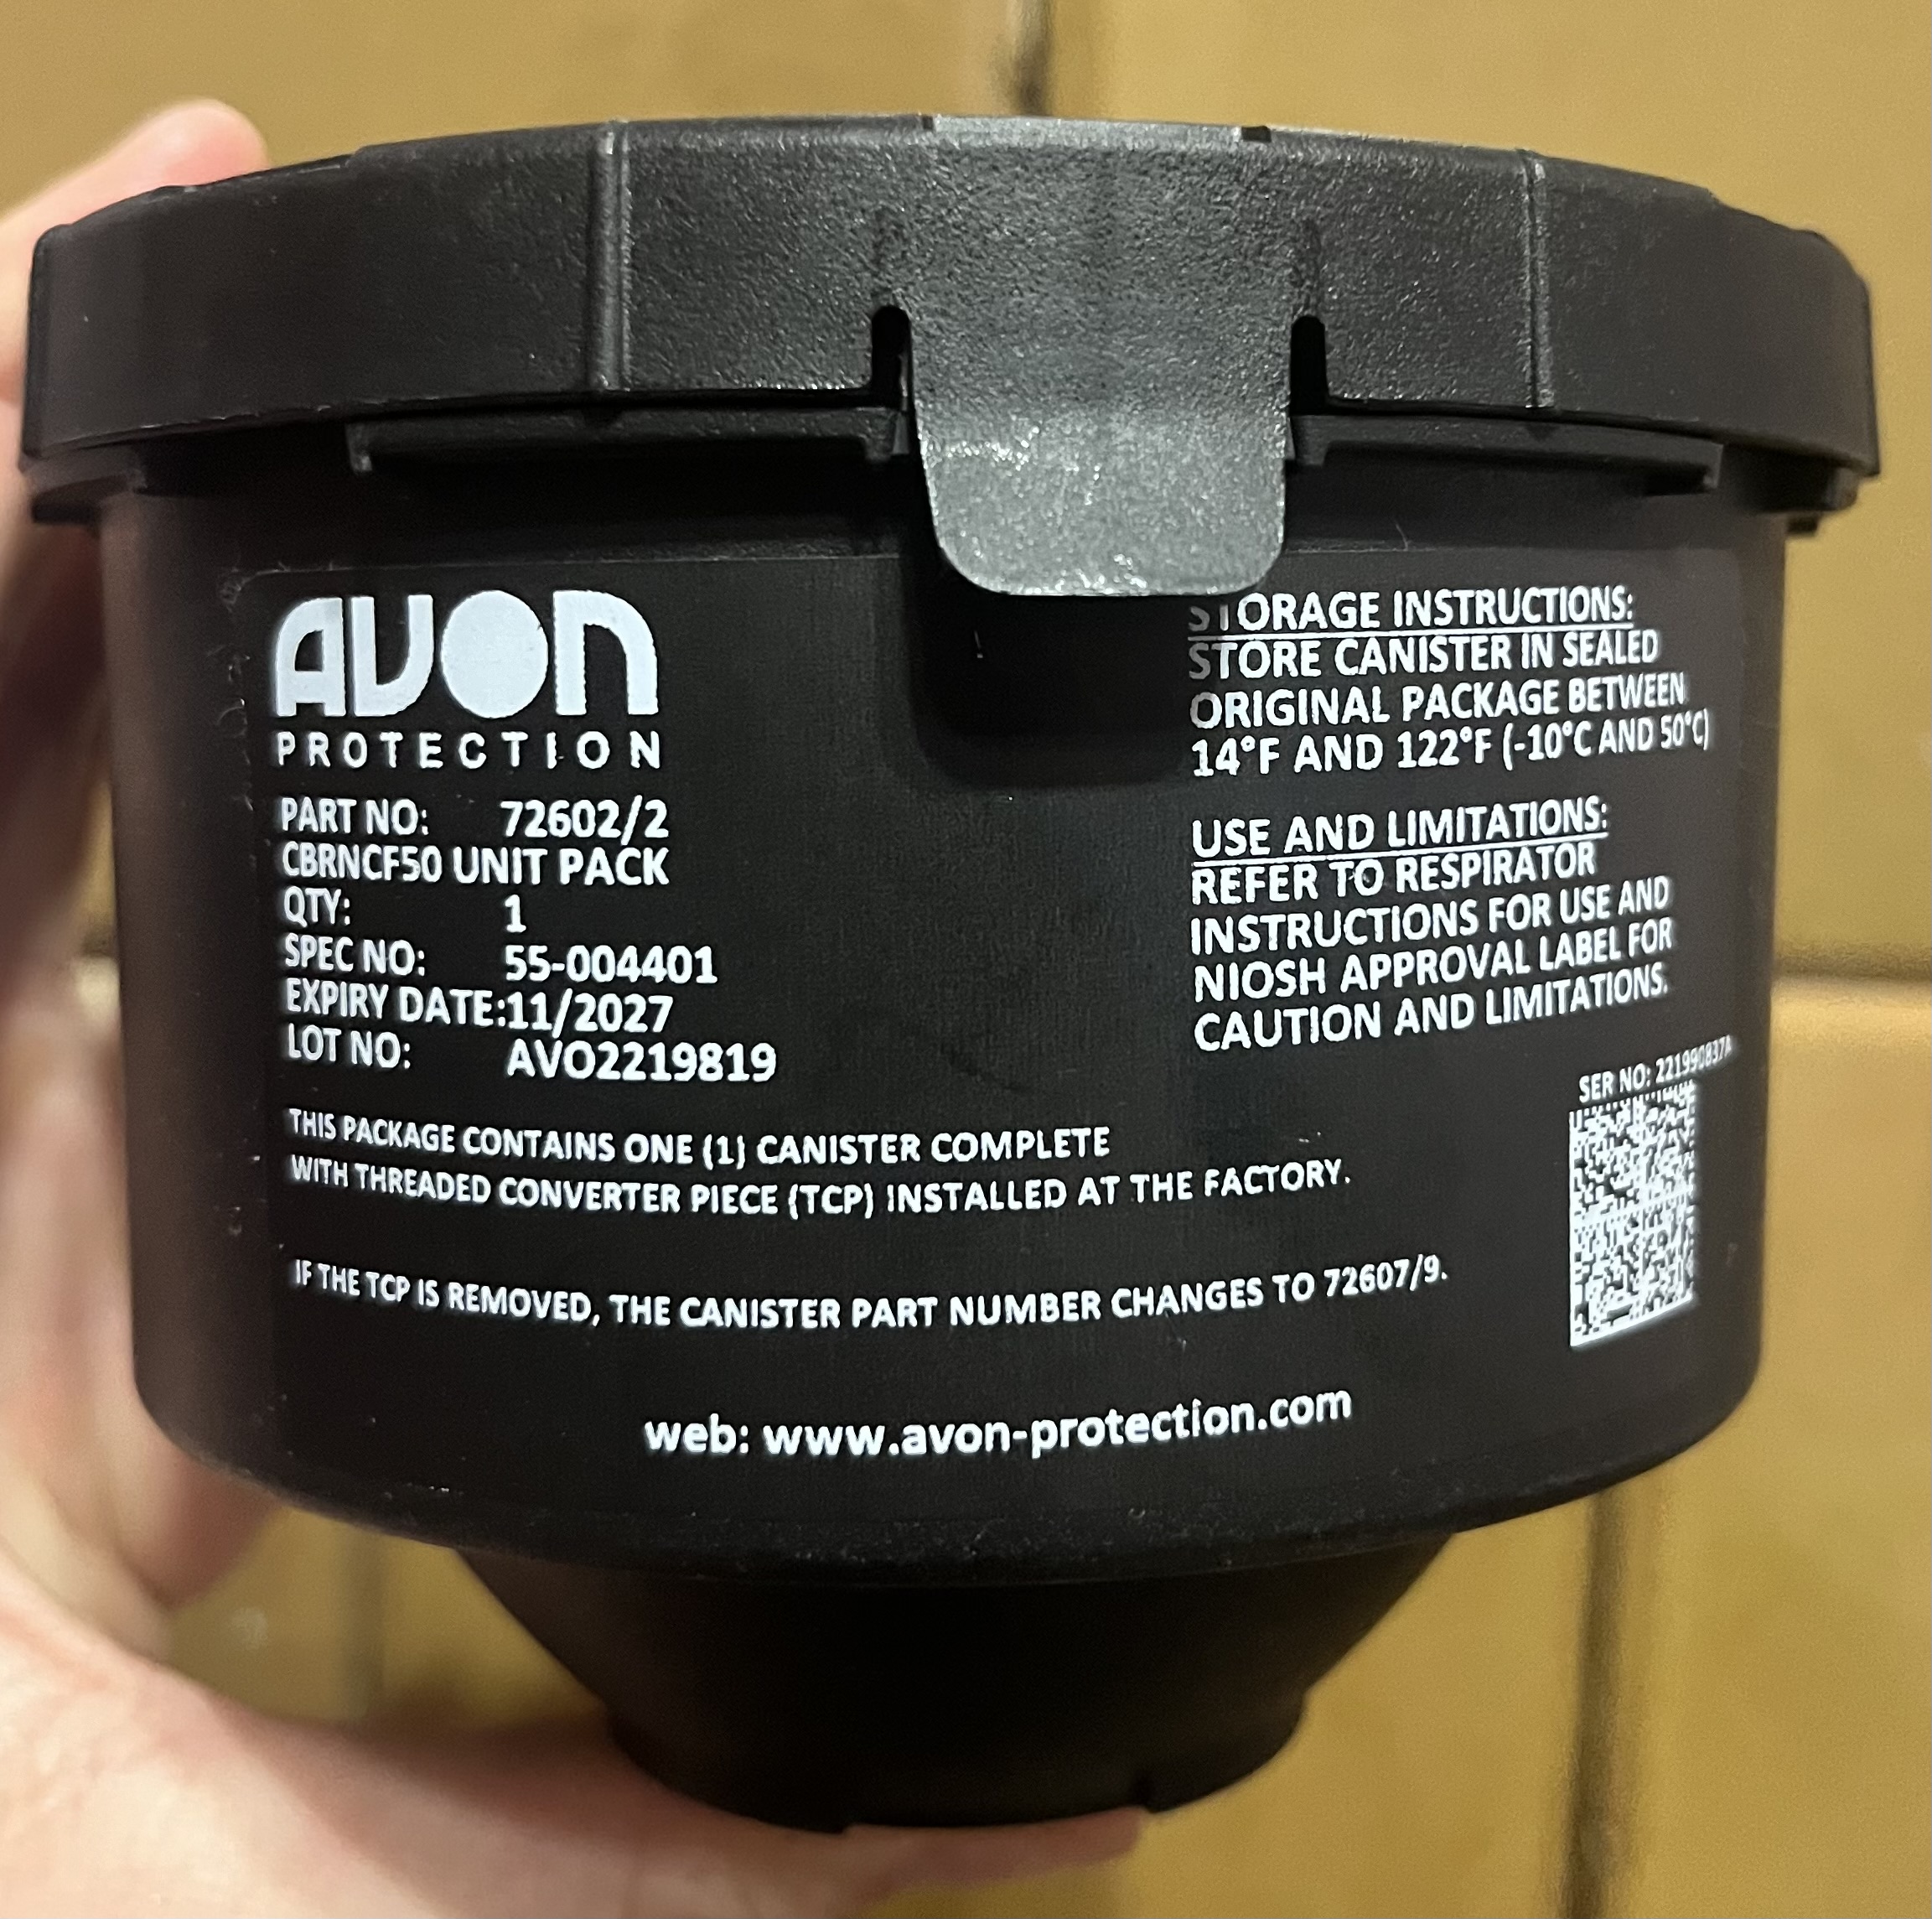 AVON
PROTECTION
PART NO: 72602/2
CBRNCF50 UNIT PACK
QTY: 1
SPEC NO: 55-004401
EXPIRY DATE:11/2027
LOT NO: AVO2219819
THIS PACKAGE CONTAINS ONE (1) CANISTER COMPLETE
WITH THREADED CONVERTER PIECE (TCP) INSTALLED AT THE FACTORY.
IF THE TCP IS REMOVED, THE CANISTER PART NUMBER CHANGES TO 72607/9.
web: www.avon-protection.com
STORAGE INSTRUCTIONS:
STORE CANISTER IN SEALED
ORIGINAL PACKAGE BETWEEN
14°F AND 122°F (-10°C AND 50°C)
USE AND LIMITATIONS:
REFER TO RESPIRATOR
INSTRUCTIONS FOR USE AND
NIOSH APPROVAL LABEL FOR
CAUTION AND LIMITATIONS.
SER NO: 221990837A